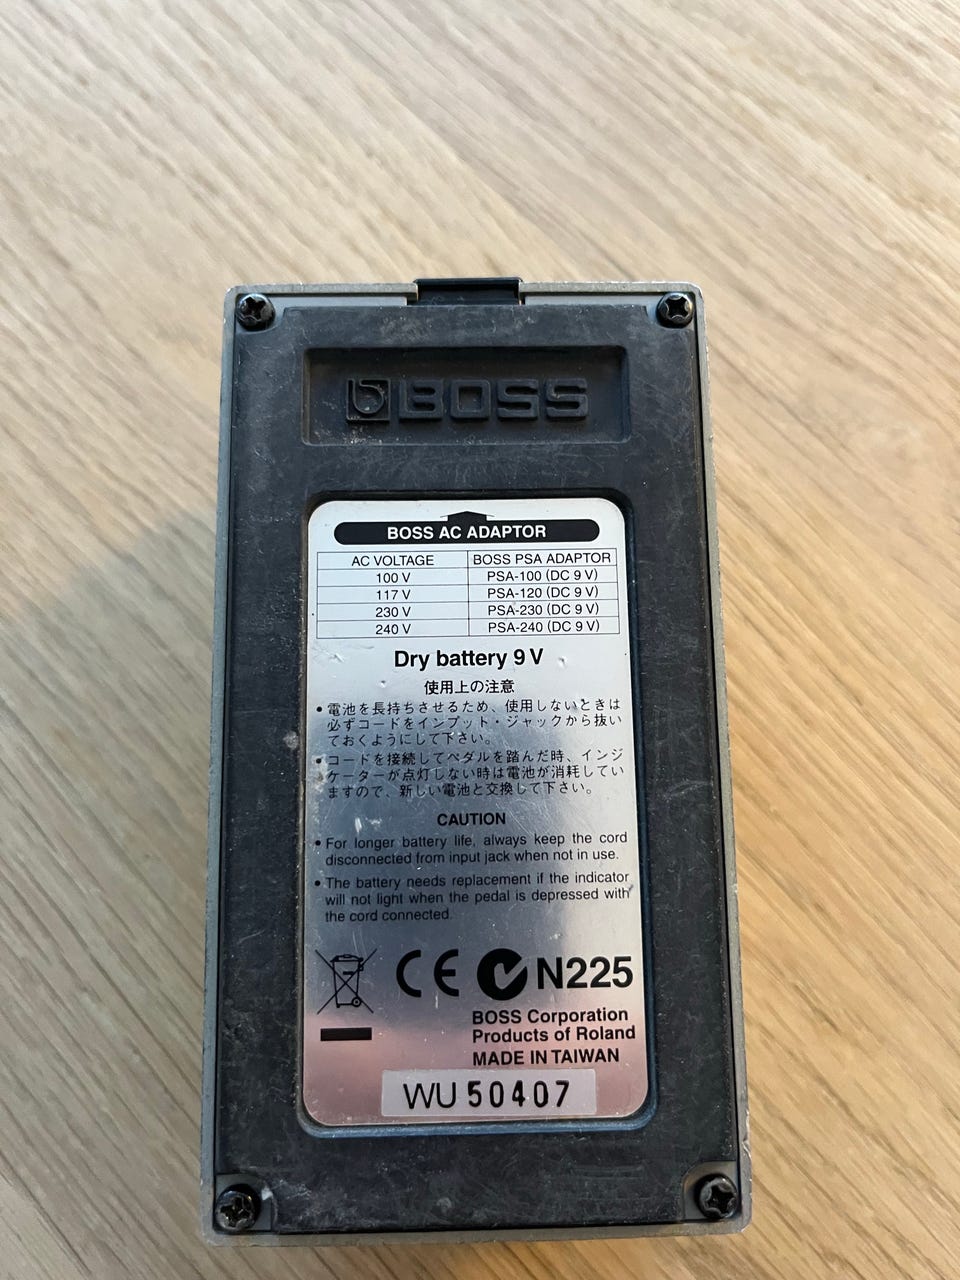 BOSS
BOSS AC ADAPTOR
AC VOLTAGE BOSS PSA ADAPTOR
100 V PSA-100 (DC 9 V)
117 V PSA-120 (DC 9 V)
230 V PSA-230 (DC 9 V)
240 V PSA-240 (DC 9 V)
Dry battery 9 V
使用上の注意
• 電池を長持ちさせるため、使用しないときは
必ずコードをインプット・ジャックから抜い
ておくようにして下さい。
• コードを接続してペダルを踏んだ時、インジ
ケーターが点灯しない時は電池が消耗してい
ますので、新しい電池と交換して下さい。
CAUTION
• For longer battery life, always keep the cord
disconnected from input jack when not in use.
• The battery needs replacement if the indicator
will not light when the pedal is depressed with
the cord connected.
CE N225
BOSS Corporation
Products of Roland
MADE IN TAIWAN
WU 50407